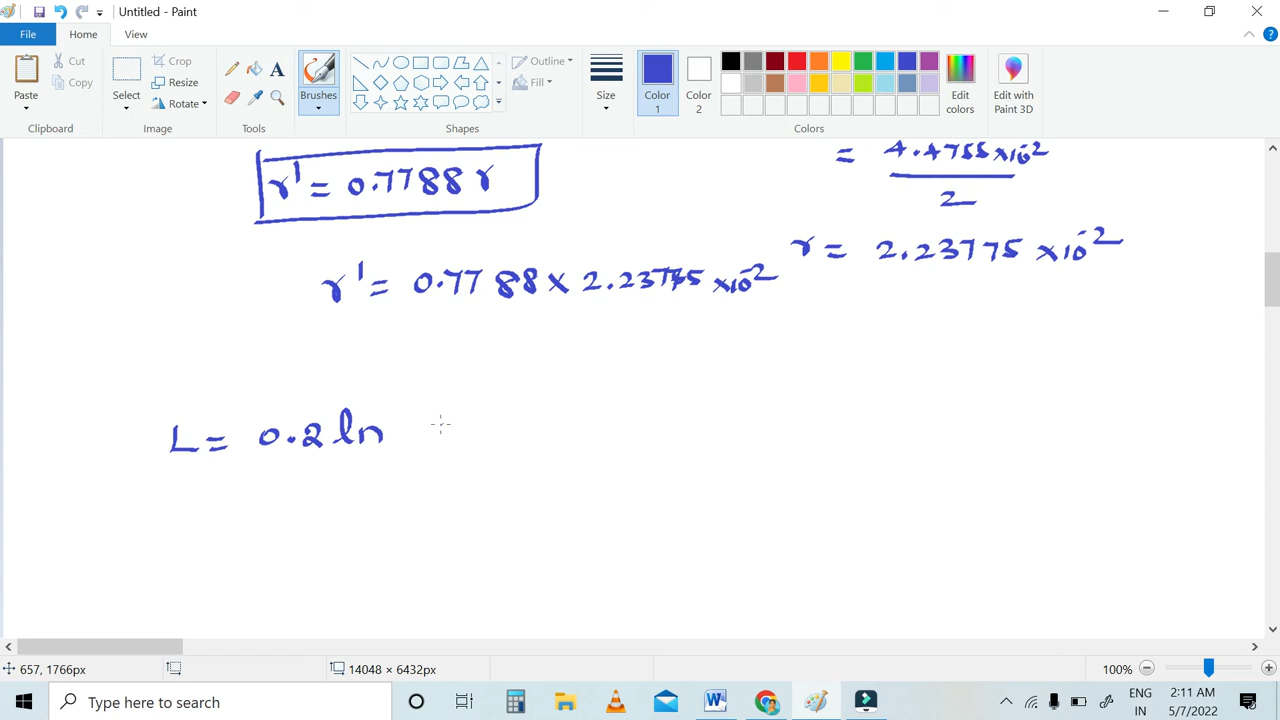 Untitled - Paint
File Home View
Paste Cut Copy Clipboard
Select Crop Resize Rotate Image
Tools
Brushes
Shapes Outline Fill
Size
Color 1 Color 2 Edit colors Colors
Edit with Paint 3D
r' = 0.7788 r
= 4.4755×10⁻²
2
r = 2.23775 ×10⁻²
r' = 0.7788 × 2.23775 ×10⁻²
L = 0.2 ln
657, 1766px 14048 × 6432px 100%
Type here to search
ENG 2:11 AM
IN 5/7/2022